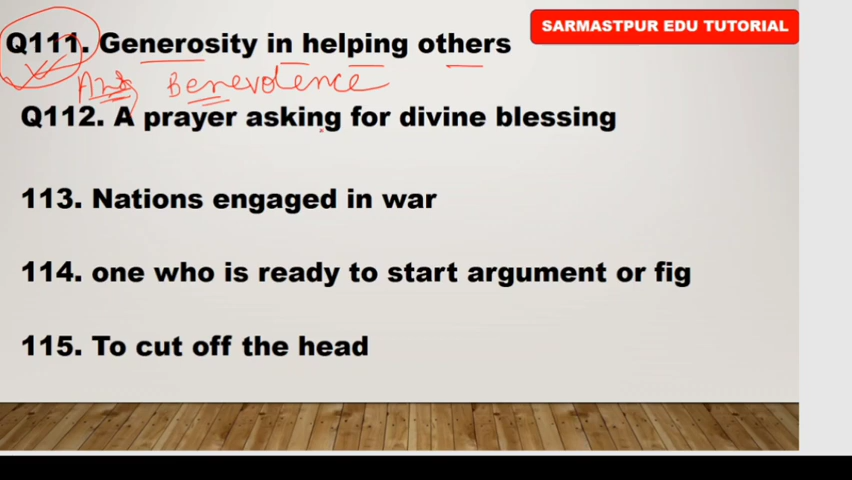 SARMASTPUR EDU TUTORIAL
Q111. Generosity in helping others
Ans Benevolence
Q112. A prayer asking for divine blessing
113. Nations engaged in war
114. one who is ready to start argument or fig
115. To cut off the head